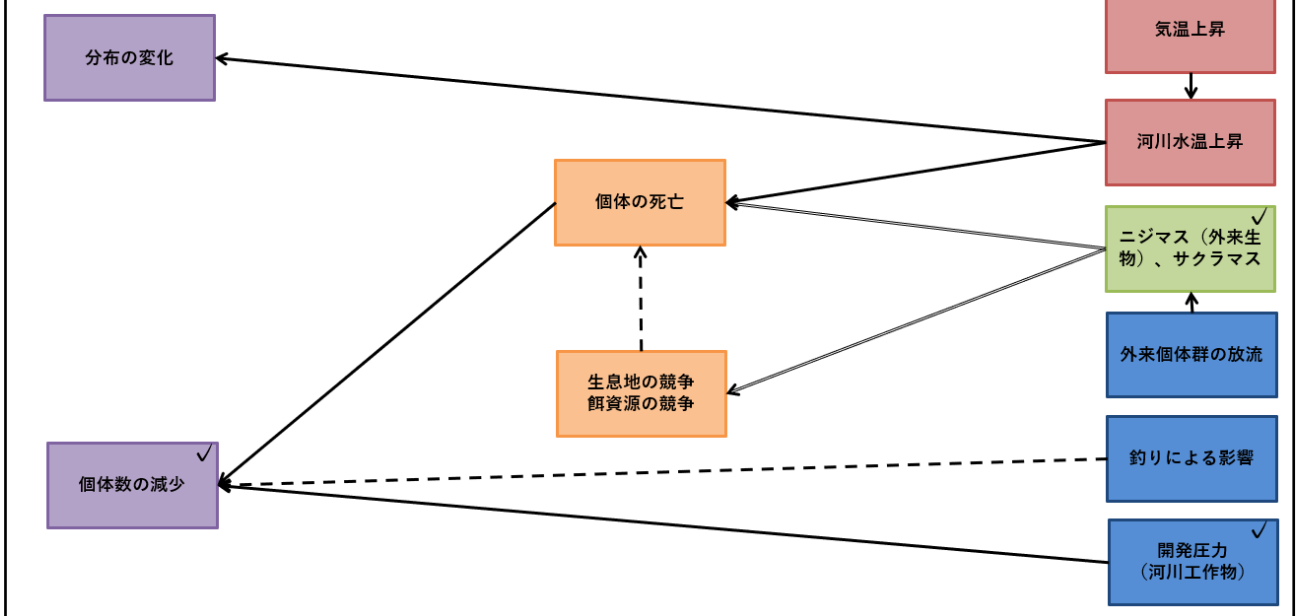 気温上昇
分布の変化
河川水温上昇
個体の死亡
✓
ニジマス（外来生
物）、サクラマス
外来個体群の放流
生息地の競争
餌資源の競争
✓
個体数の減少
釣りによる影響
✓
開発圧力
（河川工作物）